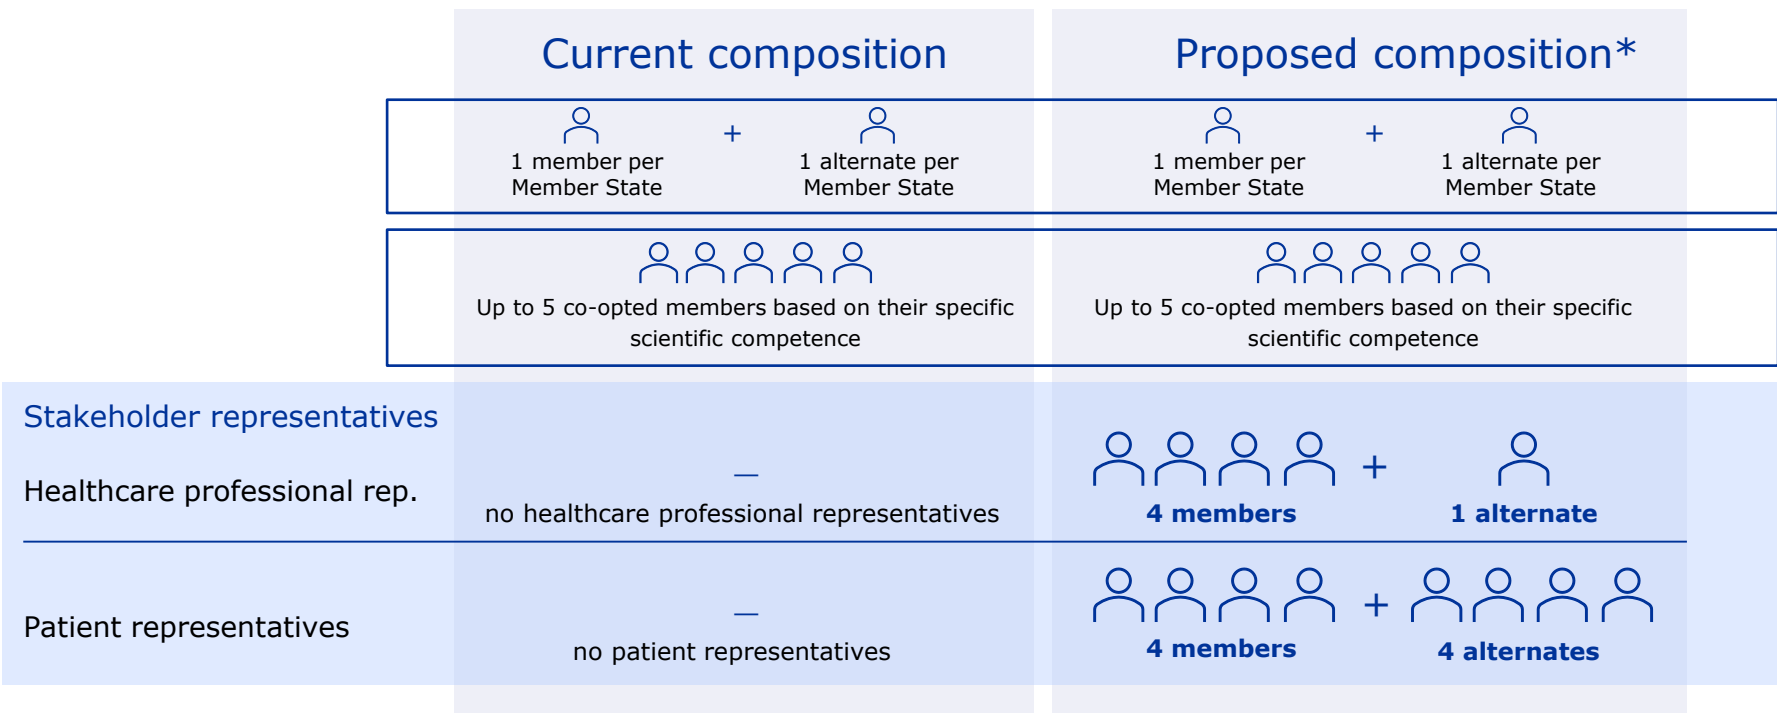 Current composition
Proposed composition*
+
+
1 member per
Member State
1 alternate per
Member State
1 member per
Member State
1 alternate per
Member State
Up to 5 co-opted members based on their specific
scientific competence
Up to 5 co-opted members based on their specific
scientific competence
Stakeholder representatives
Healthcare professional rep.
—
no healthcare professional representatives
+
4 members
1 alternate
Patient representatives
—
no patient representatives
+
4 members
4 alternates